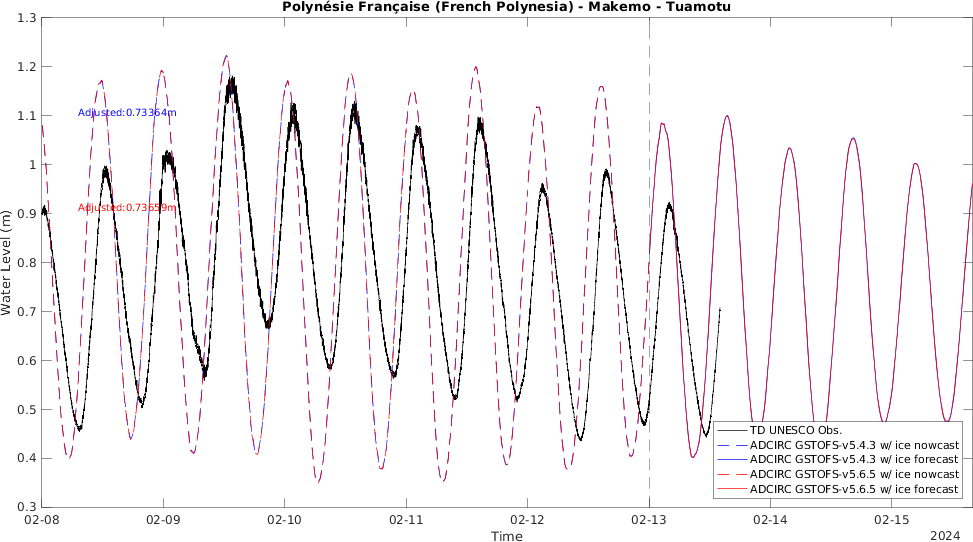 Polynésie Française (French Polynesia) - Makemo - Tuamotu
1.3
1.2
1.1
1
0.9
0.8
0.7
0.6
0.5
0.4
0.3
Water Level (m)
Adjusted:0.73364m
Adjusted:0.73659m
TD UNESCO Obs.
ADCIRC GSTOFS-v5.4.3 w/ ice nowcast
ADCIRC GSTOFS-v5.4.3 w/ ice forecast
ADCIRC GSTOFS-v5.6.5 w/ ice nowcast
ADCIRC GSTOFS-v5.6.5 w/ ice forecast
02-08 02-09 02-10 02-11 02-12 02-13 02-14 02-15
Time
2024